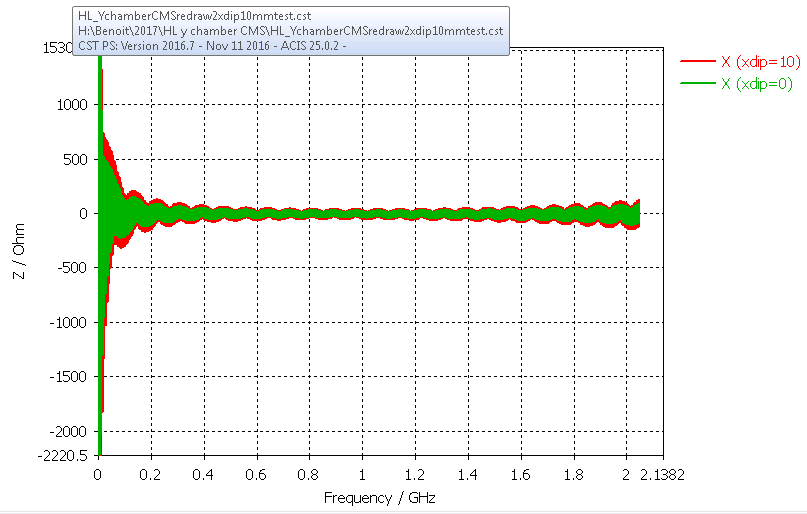 HL_YchamberCMSredraw2xdip10mmtest.cst
H:\Benoit\2017\HL y chamber CMS\HL_YchamberCMSredraw2xdip10mmtest.cst
CST PS: Version 2016.7 - Nov 11 2016 - ACIS 25.0.2 -
1530
X (xdip=10)
X (xdip=0)
1000
500
0
-500
-1000
-1500
-2000
-2220.5
Z / Ohm
0 0.2 0.4 0.6 0.8 1 1.2 1.4 1.6 1.8 2 2.1382
Frequency / GHz